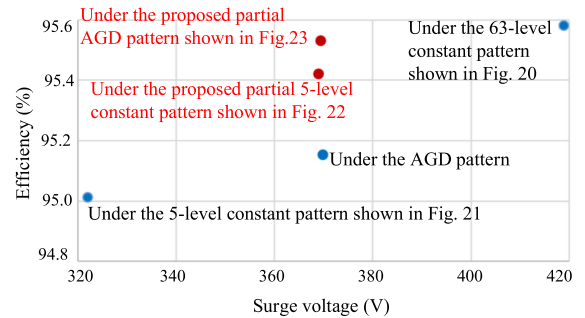 95.6
Under the proposed partial
AGD pattern shown in Fig.23
Under the 63-level
constant pattern
shown in Fig. 20
95.4
Under the proposed partial 5-level
constant pattern shown in Fig. 22
Efficiency (%)
95.2
Under the AGD pattern
95.0
Under the 5-level constant pattern shown in Fig. 21
94.8
320
340
360
380
400
420
Surge voltage (V)